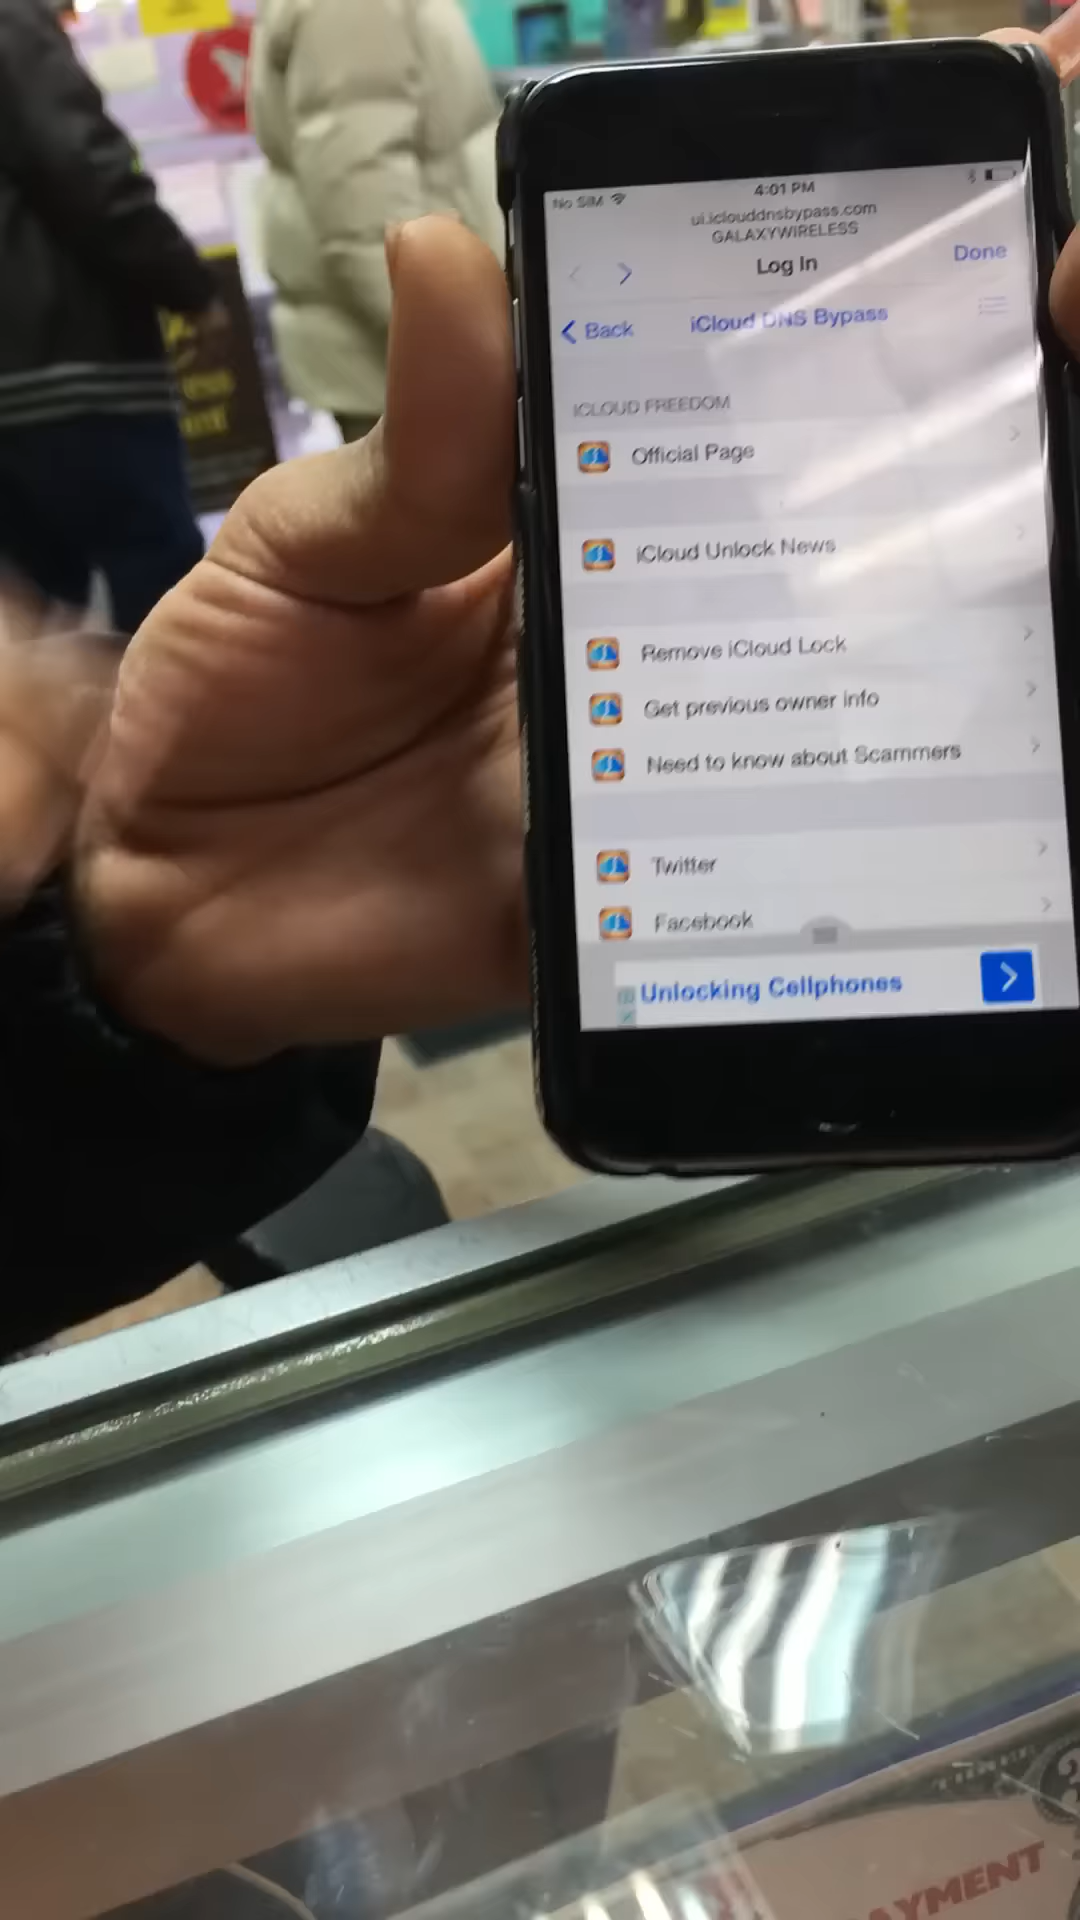 No SIM
4:01 PM
ui.iclouddnsbypass.com
GALAXYWIRELESS
Log In
Done
Back
iCloud DNS Bypass
ICLOUD FREEDOM
Official Page
iCloud Unlock News
Remove iCloud Lock
Get previous owner info
Need to know about Scammers
Twitter
Facebook
Unlocking Cellphones
AYMENT